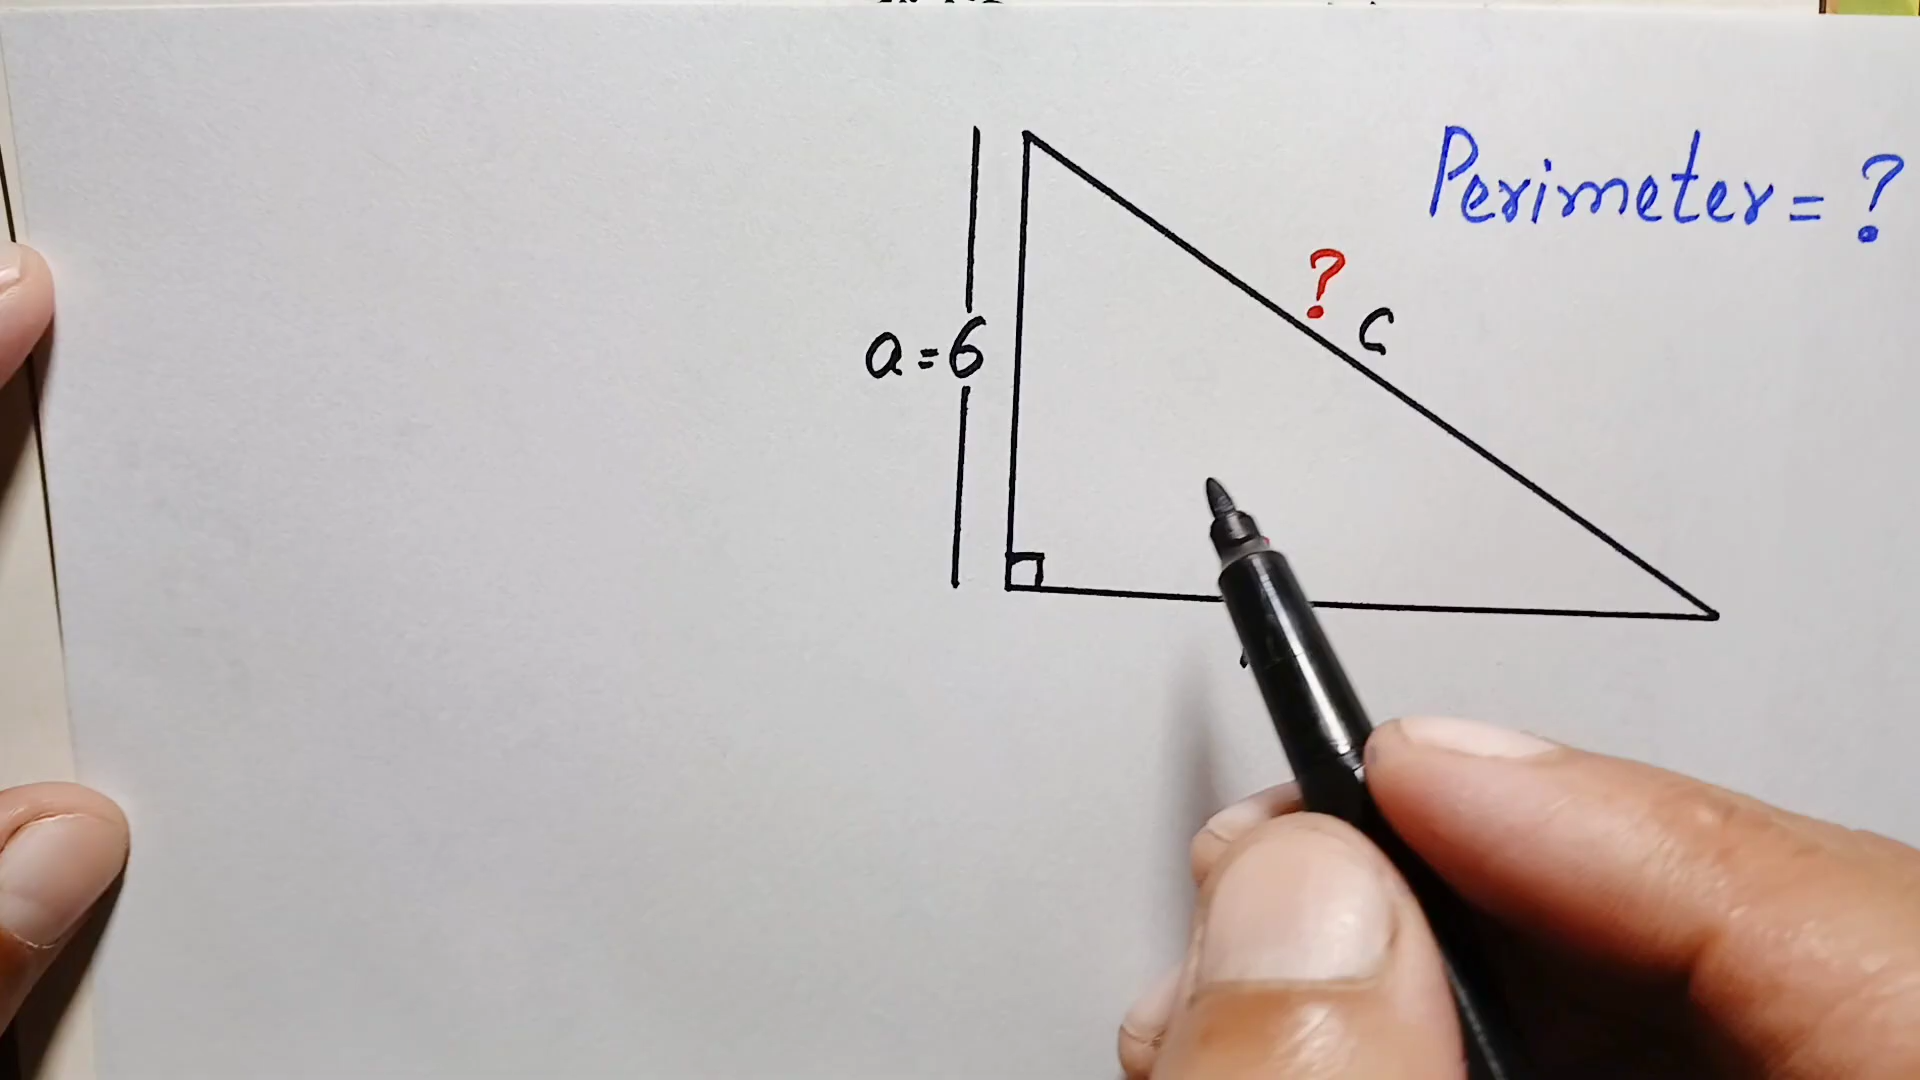 Perimeter = ?
?
c
a = 6